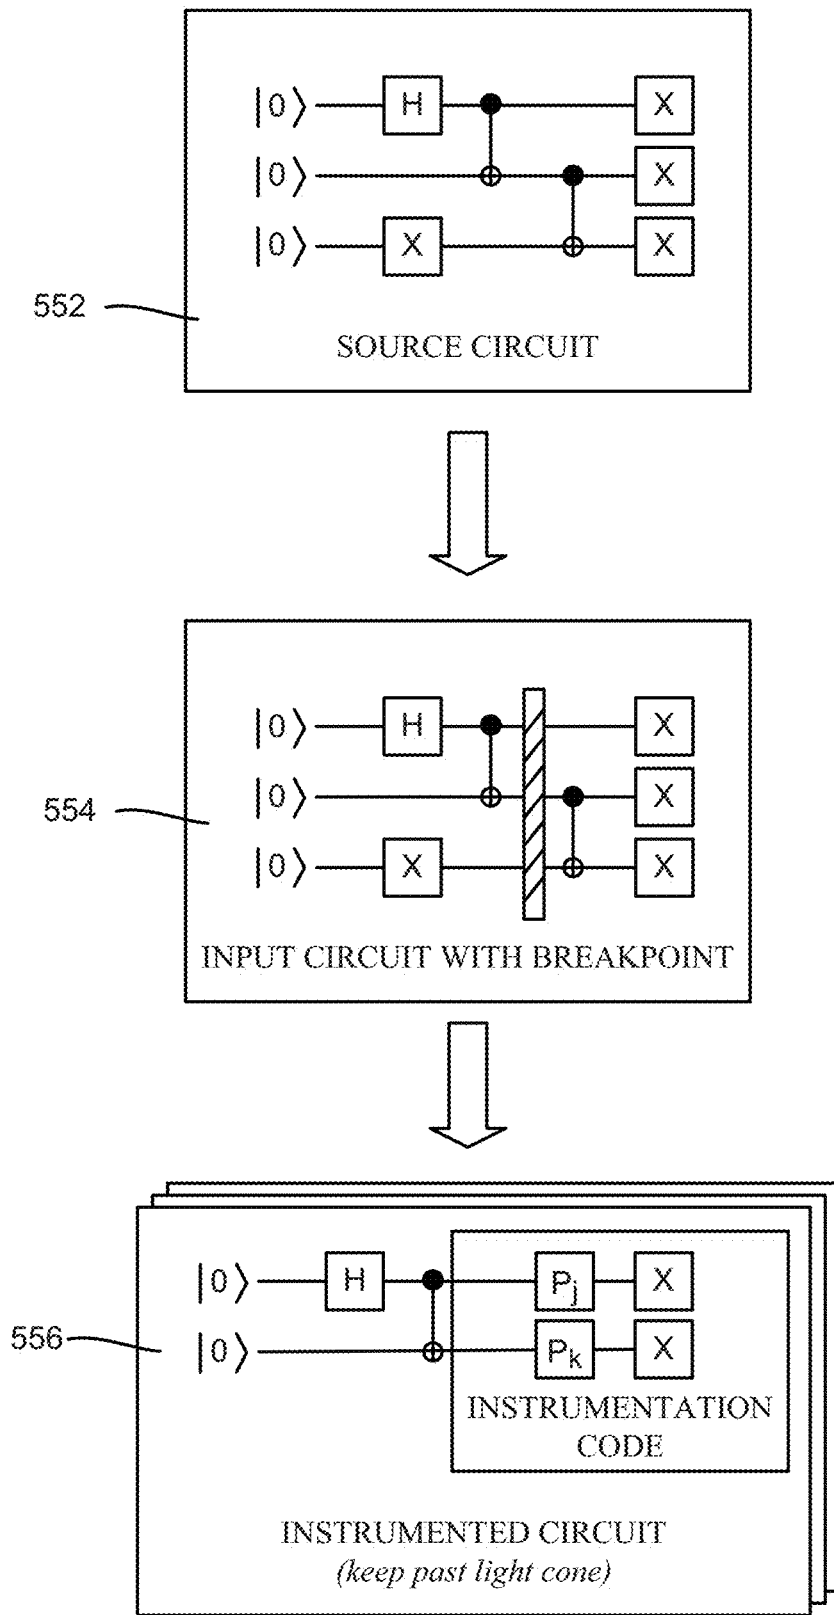 |0⟩ H X
|0⟩ X
|0⟩ X X
552
SOURCE CIRCUIT
|0⟩ H X
|0⟩ X
554
|0⟩ X X
INPUT CIRCUIT WITH BREAKPOINT
|0⟩ H Pj X
556
|0⟩ Pk X
INSTRUMENTATION
CODE
INSTRUMENTED CIRCUIT
(keep past light cone)